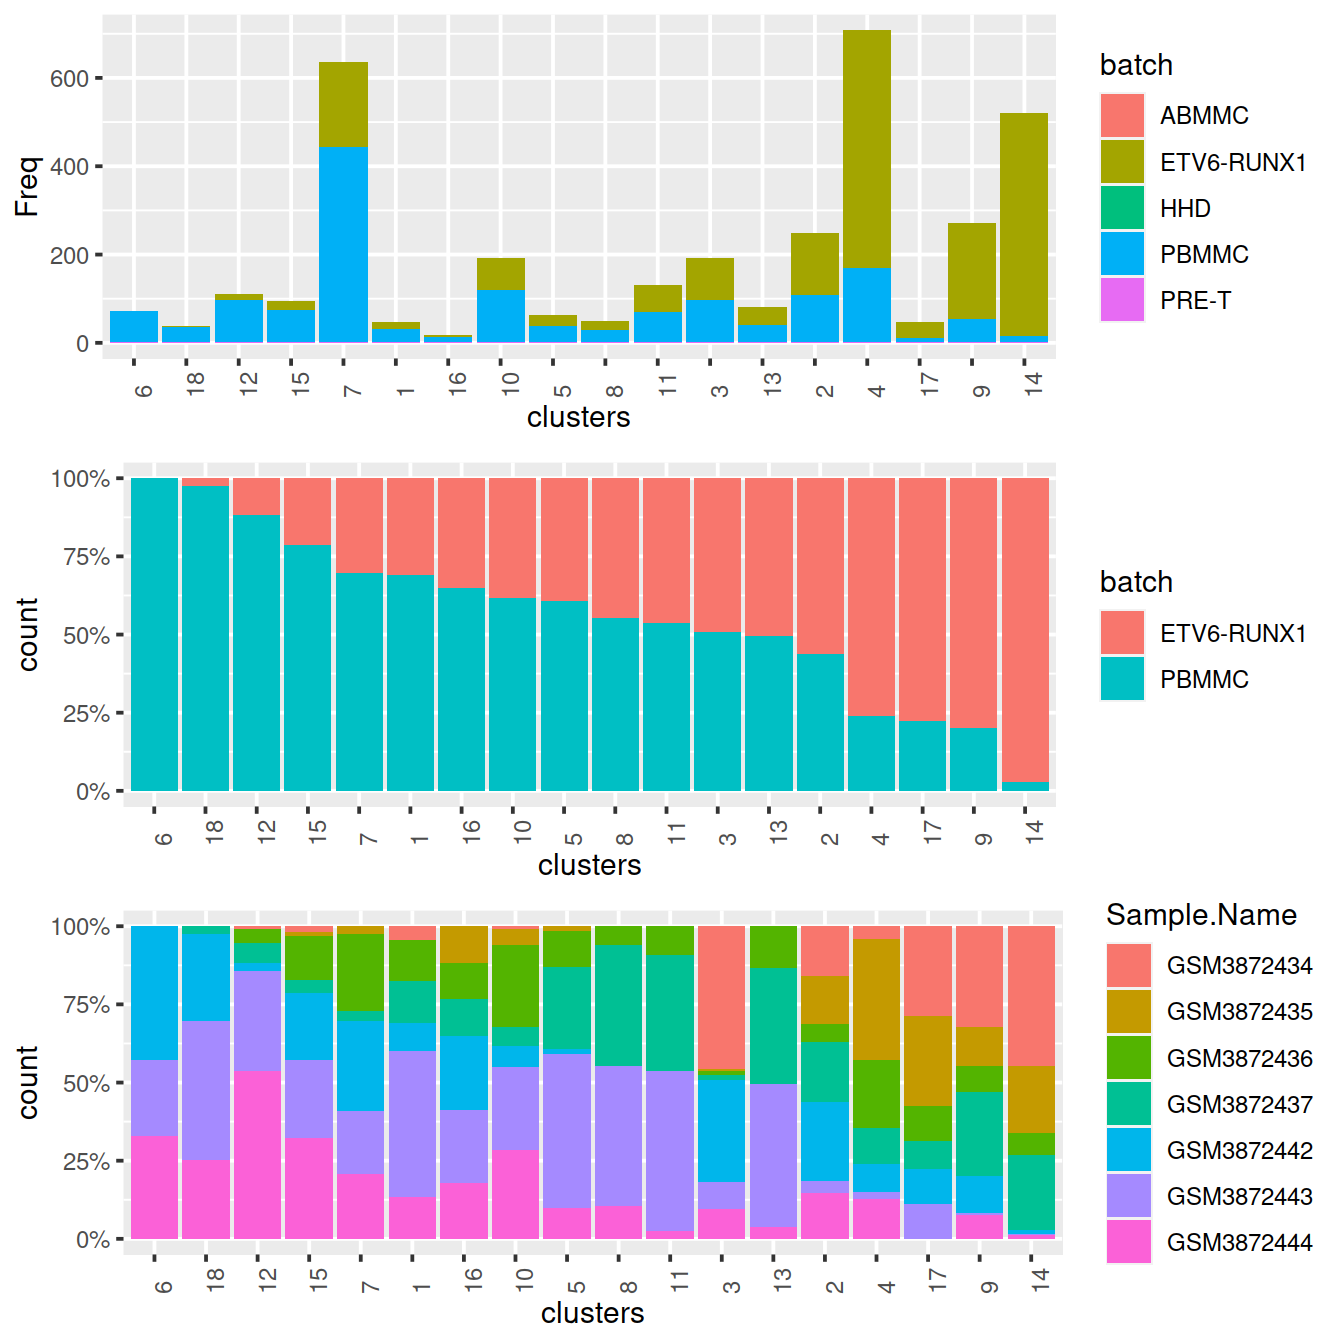 Freq
600
400
200
0
6 18 12 15 7 1 16 10 5 8 11 3 13 2 4 17 9 14
clusters
batch
ABMMC
ETV6-RUNX1
HHD
PBMMC
PRE-T
count
100%
75%
50%
25%
0%
6 18 12 15 7 1 16 10 5 8 11 3 13 2 4 17 9 14
clusters
batch
ETV6-RUNX1
PBMMC
count
100%
75%
50%
25%
0%
6 18 12 15 7 1 16 10 5 8 11 3 13 2 4 17 9 14
clusters
Sample.Name
GSM3872434
GSM3872435
GSM3872436
GSM3872437
GSM3872442
GSM3872443
GSM3872444